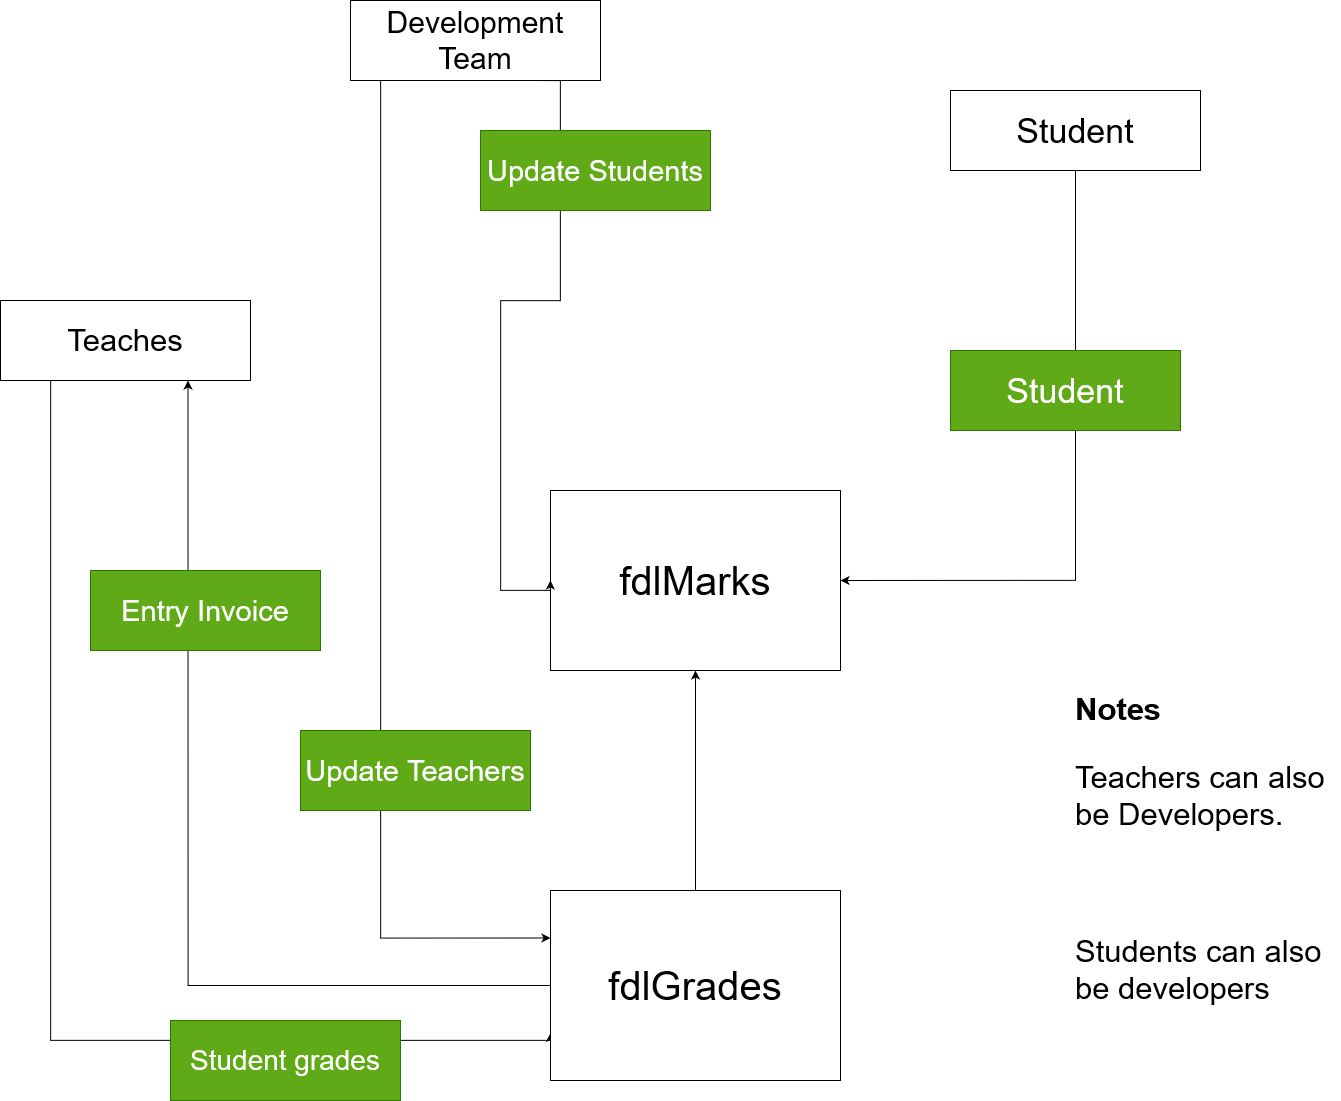 Development
Team
Student
Update Students
Teaches
Student
fdlMarks
Entry Invoice
Notes
Update Teachers
Teachers can also
be Developers.
fdlGrades
Students can also
be developers
Student grades